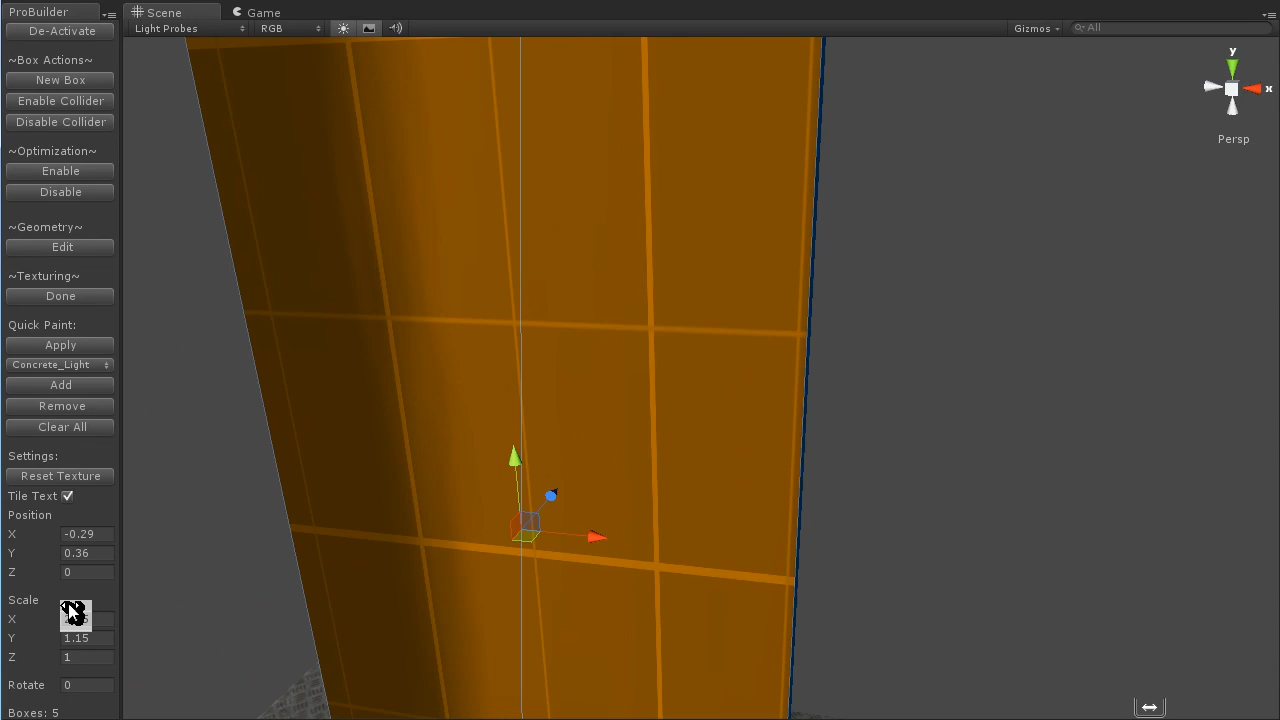 ProBuilder
Scene
Game
De-Activate
Light Probes
RGB
Gizmos
All
~Box Actions~
New Box
Enable Collider
Disable Collider
~Optimization~
Enable
Disable
~Geometry~
Edit
~Texturing~
Done
Quick Paint:
Apply
Concrete_Light
Add
Remove
Clear All
Settings:
Reset Texture
Tile Text
Position
X -0.29
Y 0.36
Z 0
Scale
X
Y 1.15
Z 1
Rotate 0
Boxes: 5
y
x
Persp